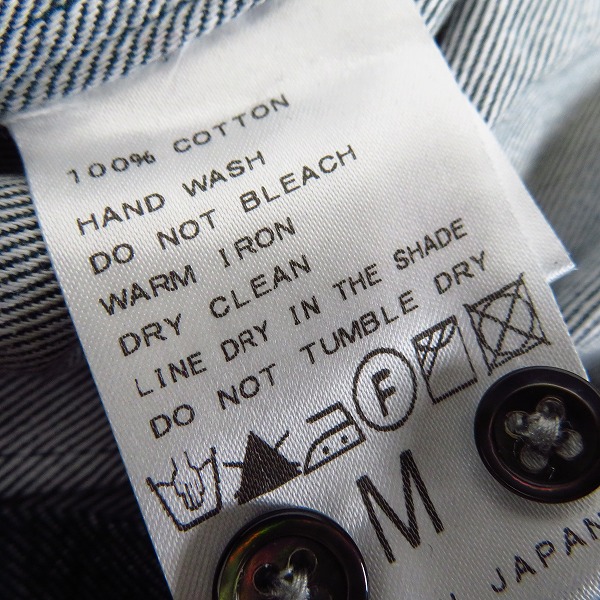 100% COTTON
HAND WASH
DO NOT BLEACH
WARM IRON
DRY CLEAN
LINE DRY IN THE SHADE
DO NOT TUMBLE DRY
F
M
JAPAN